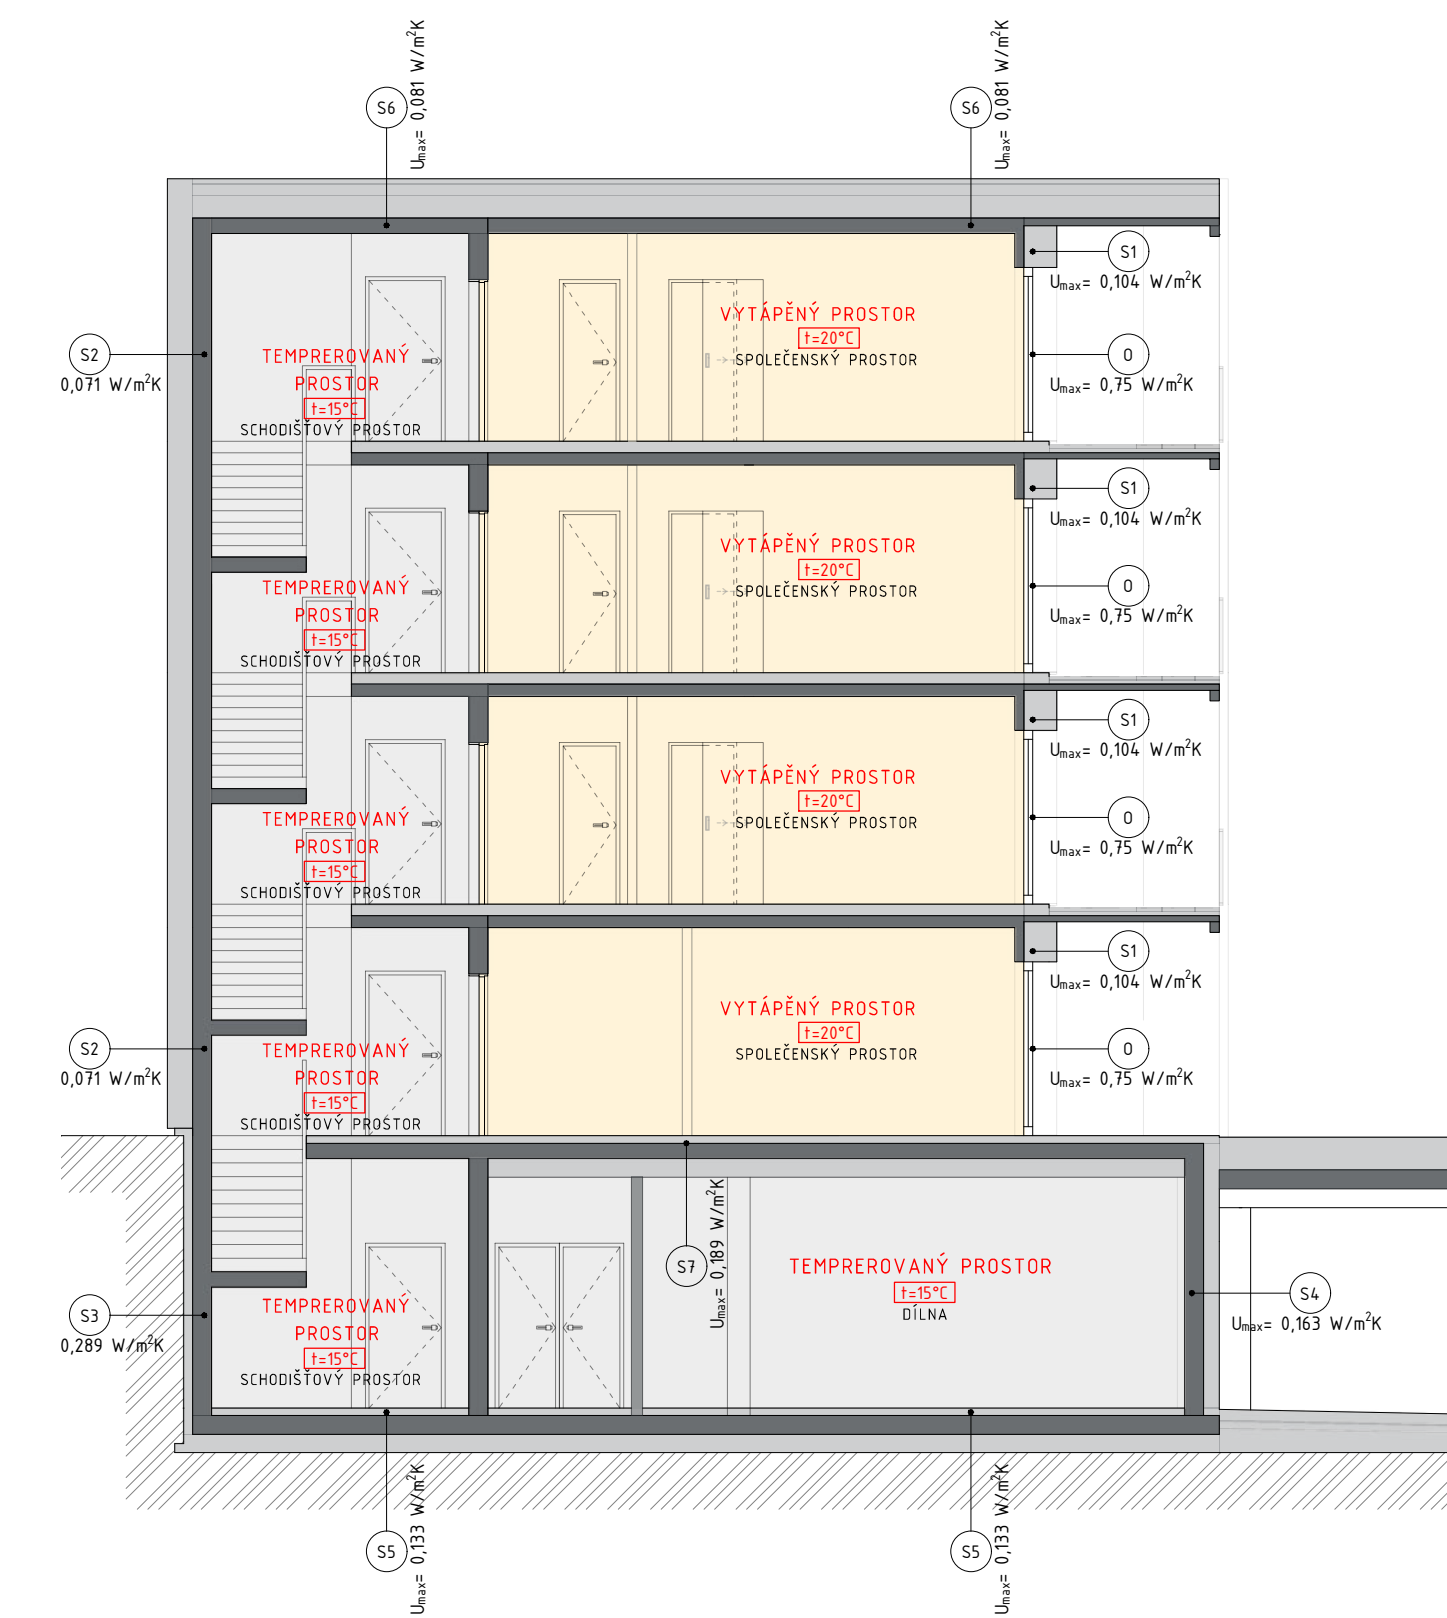 S6
Umax= 0,081 W/m²K
S6
Umax= 0,081 W/m²K
S1
Umax= 0,104 W/m²K
VYTÁPĚNÝ PROSTOR
t=20°C
SPOLEČENSKÝ PROSTOR
S2
0,071 W/m²K
TEMPREROVANÝ
PROSTOR
t=15°C
SCHODIŠŤOVÝ PROSTOR
O
Umax= 0,75 W/m²K
S1
Umax= 0,104 W/m²K
VYTÁPĚNÝ PROSTOR
t=20°C
SPOLEČENSKÝ PROSTOR
TEMPREROVANÝ
PROSTOR
t=15°C
SCHODIŠŤOVÝ PROSTOR
O
Umax= 0,75 W/m²K
S1
Umax= 0,104 W/m²K
VYTÁPĚNÝ PROSTOR
t=20°C
SPOLEČENSKÝ PROSTOR
TEMPREROVANÝ
PROSTOR
t=15°C
SCHODIŠŤOVÝ PROSTOR
O
Umax= 0,75 W/m²K
S1
Umax= 0,104 W/m²K
VYTÁPĚNÝ PROSTOR
t=20°C
SPOLEČENSKÝ PROSTOR
S2
0,071 W/m²K
TEMPREROVANÝ
PROSTOR
t=15°C
SCHODIŠŤOVÝ PROSTOR
O
Umax= 0,75 W/m²K
S7
Umax= 0,189 W/m²K
TEMPREROVANÝ PROSTOR
t=15°C
DÍLNA
S4
Umax= 0,163 W/m²K
S3
0,289 W/m²K
TEMPREROVANÝ
PROSTOR
t=15°C
SCHODIŠŤOVÝ PROSTOR
S5
Umax= 0,133 W/m²K
S5
Umax= 0,133 W/m²K